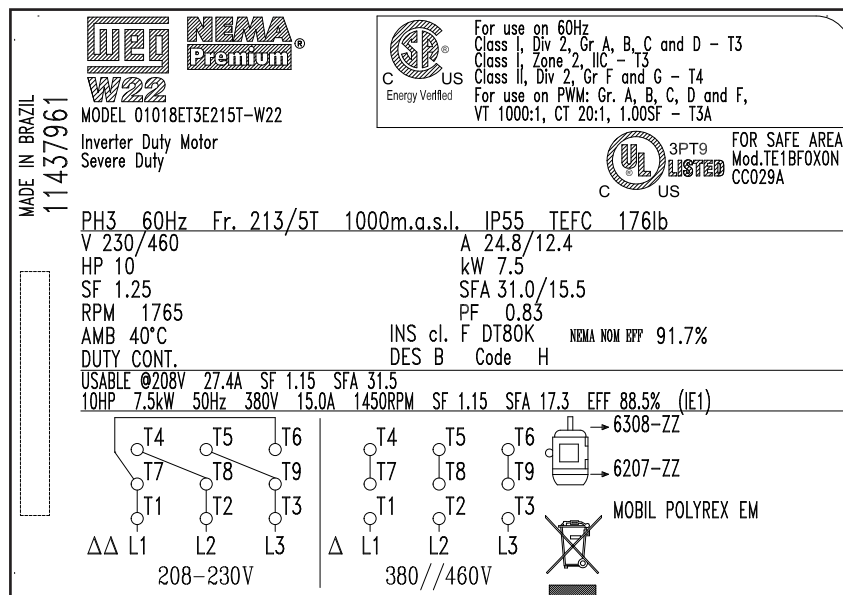 WEG
W22
NEMA
Premium®
MODEL 01018ET3E215T-W22
Inverter Duty Motor
Severe Duty
MADE IN BRAZIL
11437961
CSA
®
C US
Energy Verified
For use on 60Hz
Class I, Div 2, Gr A, B, C and D - T3
Class I, Zone 2, IIC - T3
Class II, Div 2, Gr F and G - T4
For use on PWM: Gr. A, B, C, D and F,
VT 1000:1, CT 20:1, 1.00SF - T3A
UL
®
C US
3PT9
LISTED
FOR SAFE AREA
Mod.TE1BF0X0N
CC029A
PH3 60Hz Fr. 213/5T 1000m.a.s.l. IP55 TEFC 176lb
V 230/460 A 24.8/12.4
HP 10 kW 7.5
SF 1.25 SFA 31.0/15.5
RPM 1765 PF 0.83
AMB 40°C INS cl. F DT80K NEMA NOM EFF 91.7%
DUTY CONT. DES B Code H
USABLE @208V 27.4A SF 1.15 SFA 31.5
10HP 7.5kW 50Hz 380V 15.0A 1450RPM SF 1.15 SFA 17.3 EFF 88.5% (IE1)
T4 T5 T6
T7 T8 T9
T1 T2 T3
ΔΔ L1 L2 L3
208-230V
T4 T5 T6
T7 T8 T9
T1 T2 T3
Δ L1 L2 L3
380//460V
6308-ZZ
6207-ZZ
MOBIL POLYREX EM